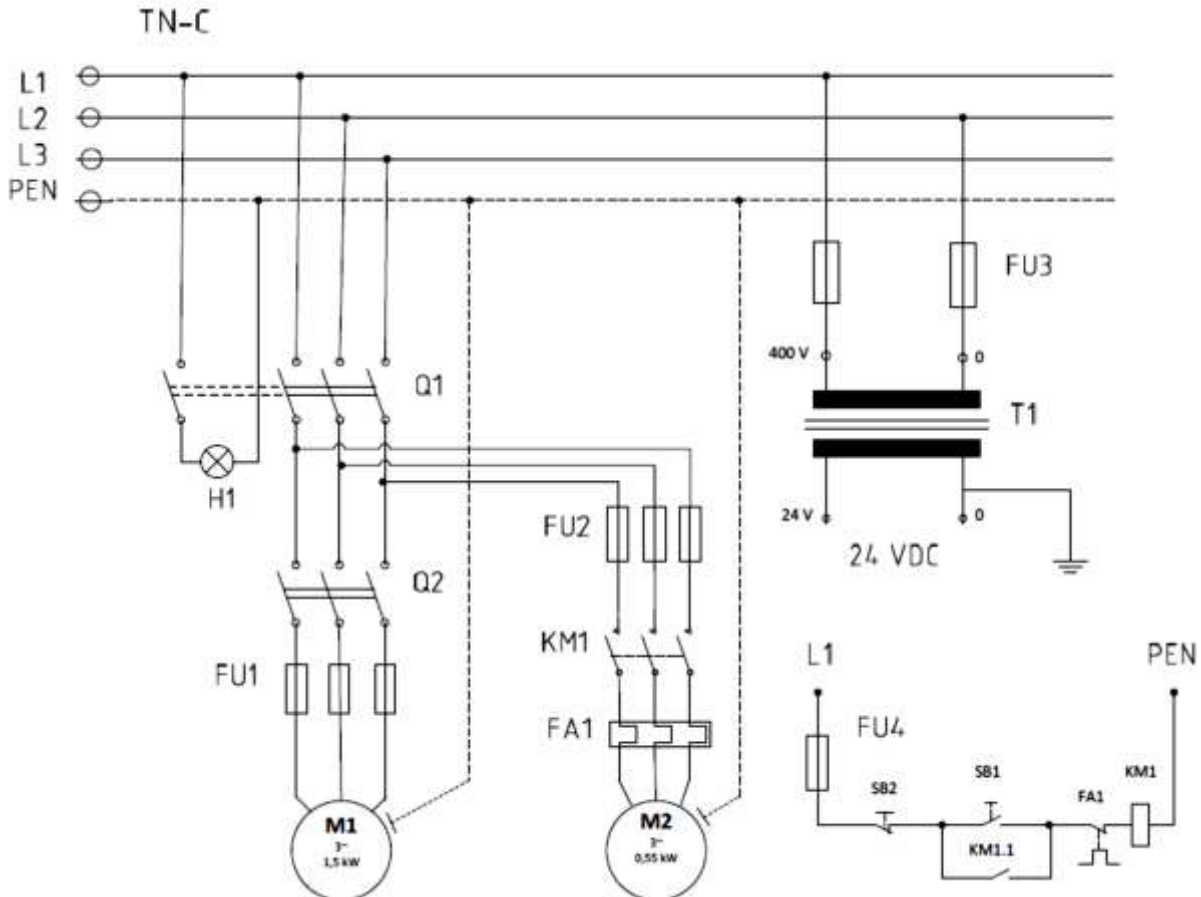 TN-C
L1
L2
L3
PEN
FU3
400 V
0
Q1
T1
H1
24 V
0
FU2
24 VDC
Q2
KM1
L1
PEN
FU1
FA1
FU4
SB2
SB1
FA1
KM1
KM1.1
M1
3~
1,5 kW
M2
3~
0,55 kW